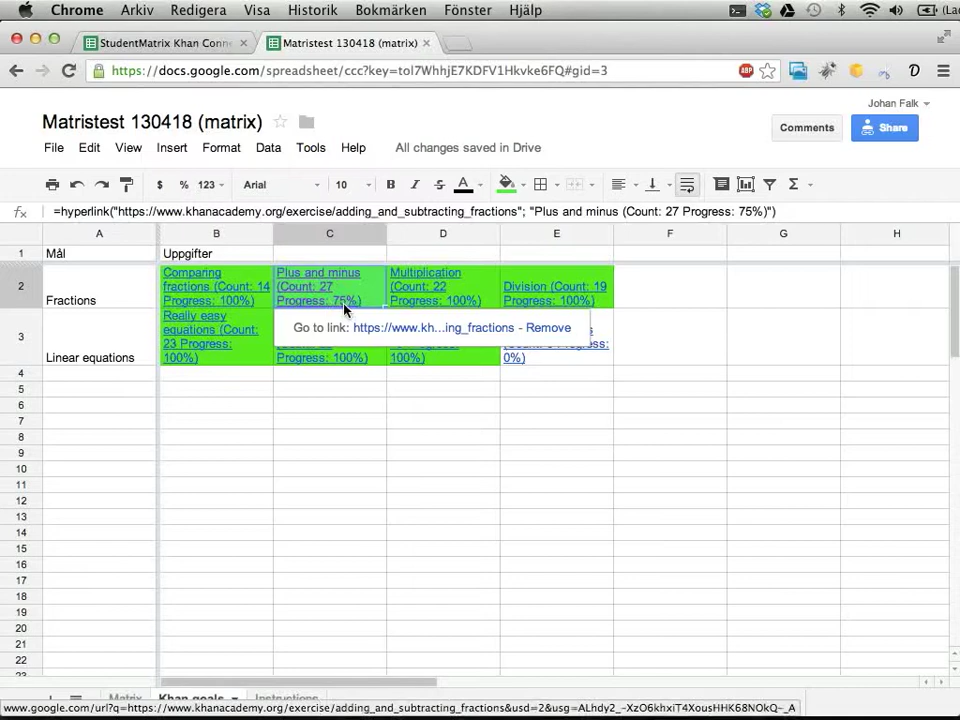 Chrome Arkiv Redigera Visa Historik Bokmärken Fönster Hjälp
StudentMatrix Khan Conn
Matristest 130418 (matrix)
https://docs.google.com/spreadsheet/ccc?key=tol7WhhjE7KDFV1Hkvke6FQ#gid=3
Johan Falk
Matristest 130418 (matrix)
Comments
Share
File Edit View Insert Format Data Tools Help All changes saved in Drive
$ % 123 Arial 10 B I S A Σ
fx =hyperlink("https://www.khanacademy.org/exercise/adding_and_subtracting_fractions"; "Plus and minus (Count: 27 Progress: 75%)")
A B C D E F G H
1 Mål Uppgifter
2 Fractions
Comparing
fractions (Count: 14
Progress: 100%)
Plus and minus
(Count: 27
Progress: 75%)
Multiplication
(Count: 22
Progress: 100%)
Division (Count: 19
Progress: 100%)
Go to link: https://www.kh...ing_fractions - Remove
3 Linear equations
Really easy
equations (Count:
23 Progress:
100%)
Progress: 100%)
100%)
0%)
4
5
6
7
8
9
10
11
12
13
14
15
16
17
18
19
20
21
22
23
Matrix Khan goals Instructions
www.google.com/url?q=https://www.khanacademy.org/exercise/adding_and_subtracting_fractions&usd=2&usg=ALhdy2_-XzO6khxiT4XousHHK68NOkQ~_A